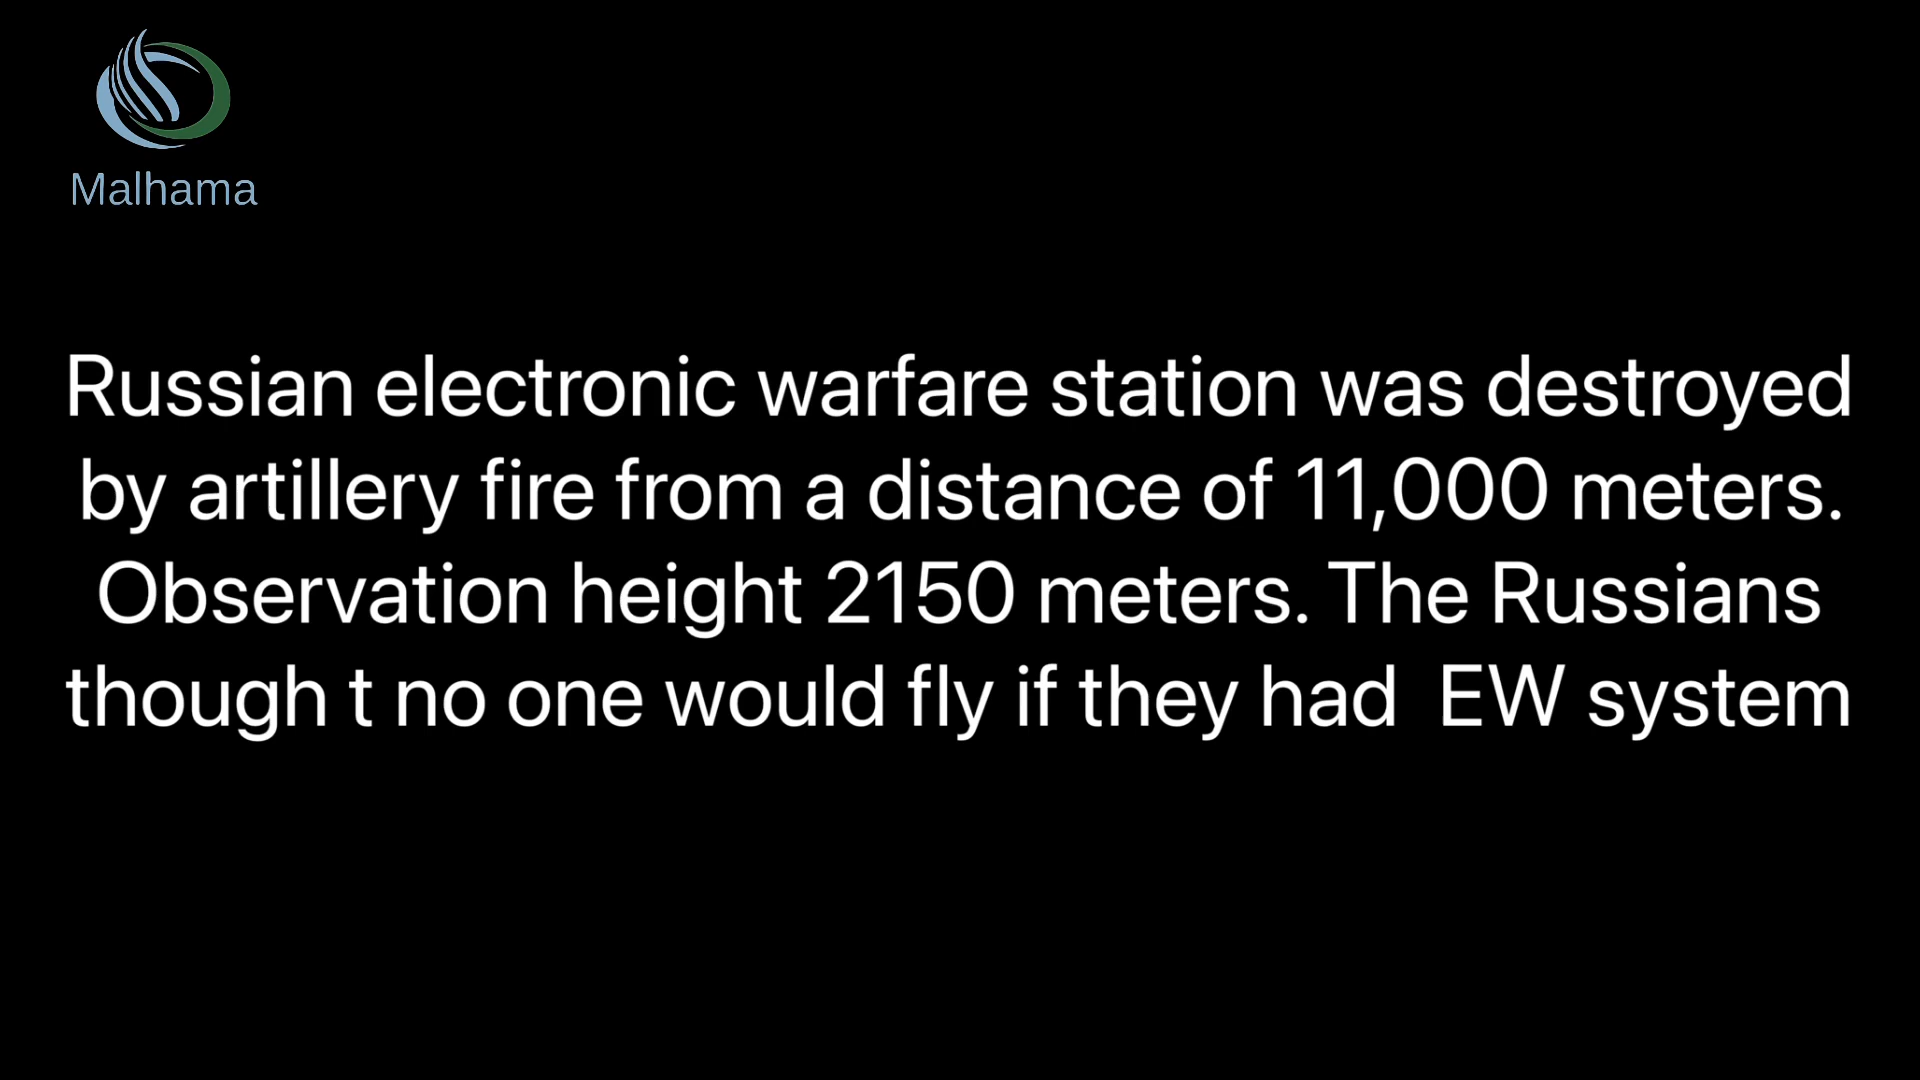 Malhama
Russian electronic warfare station was destroyed
by artillery fire from a distance of 11,000 meters.
Observation height 2150 meters. The Russians
though t no one would fly if they had  EW system